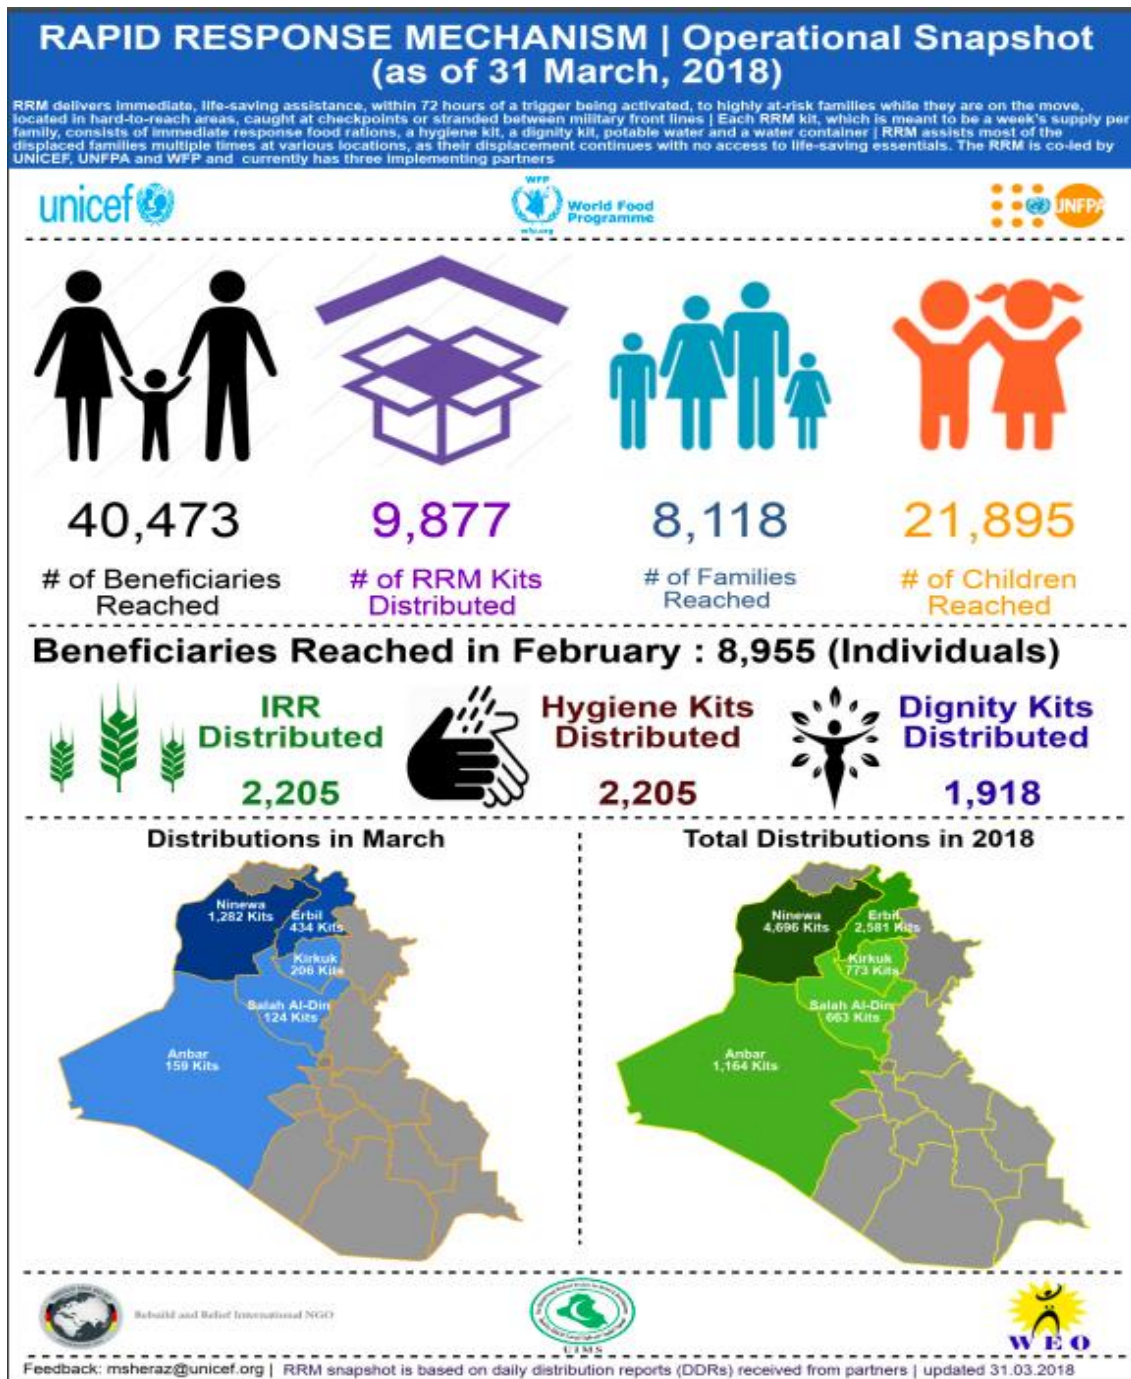 RAPID RESPONSE MECHANISM | Operational Snapshot
(as of 31 March, 2018)
RRM delivers immediate, life-saving assistance, within 72 hours of a trigger being activated, to highly at-risk families while they are on the move,
located in hard-to-reach areas, caught at checkpoints or stranded between military front lines | Each RRM kit, which is meant to be a week's supply per
family, consists of immediate response food rations, a hygiene kit, a dignity kit, potable water and a water container | RRM assists most of the
displaced families multiple times at various locations, as their displacement continues with no access to life-saving essentials. The RRM is co-led by
UNICEF, UNFPA and WFP and currently has three implementing partners
unicef
WFP
World Food
Programme
wfp.org
UNFPA
40,473
# of Beneficiaries
Reached
9,877
# of RRM Kits
Distributed
8,118
# of Families
Reached
21,895
# of Children
Reached
Beneficiaries Reached in February : 8,955 (Individuals)
IRR
Distributed
2,205
Hygiene Kits
Distributed
2,205
Dignity Kits
Distributed
1,918
Distributions in March
Ninewa
1,282 Kits
Erbil
434 Kits
Kirkuk
206 Kits
Salah Al-Din
124 Kits
Anbar
159 Kits
Total Distributions in 2018
Ninewa
4,696 Kits
Erbil
2,581 Kits
Kirkuk
773 Kits
Salah Al-Din
663 Kits
Anbar
1,164 Kits
Rebuild and Relief International NGO
UIMS
WEO
Feedback: msheraz@unicef.org | RRM snapshot is based on daily distribution reports (DDRs) received from partners | updated 31.03.2018